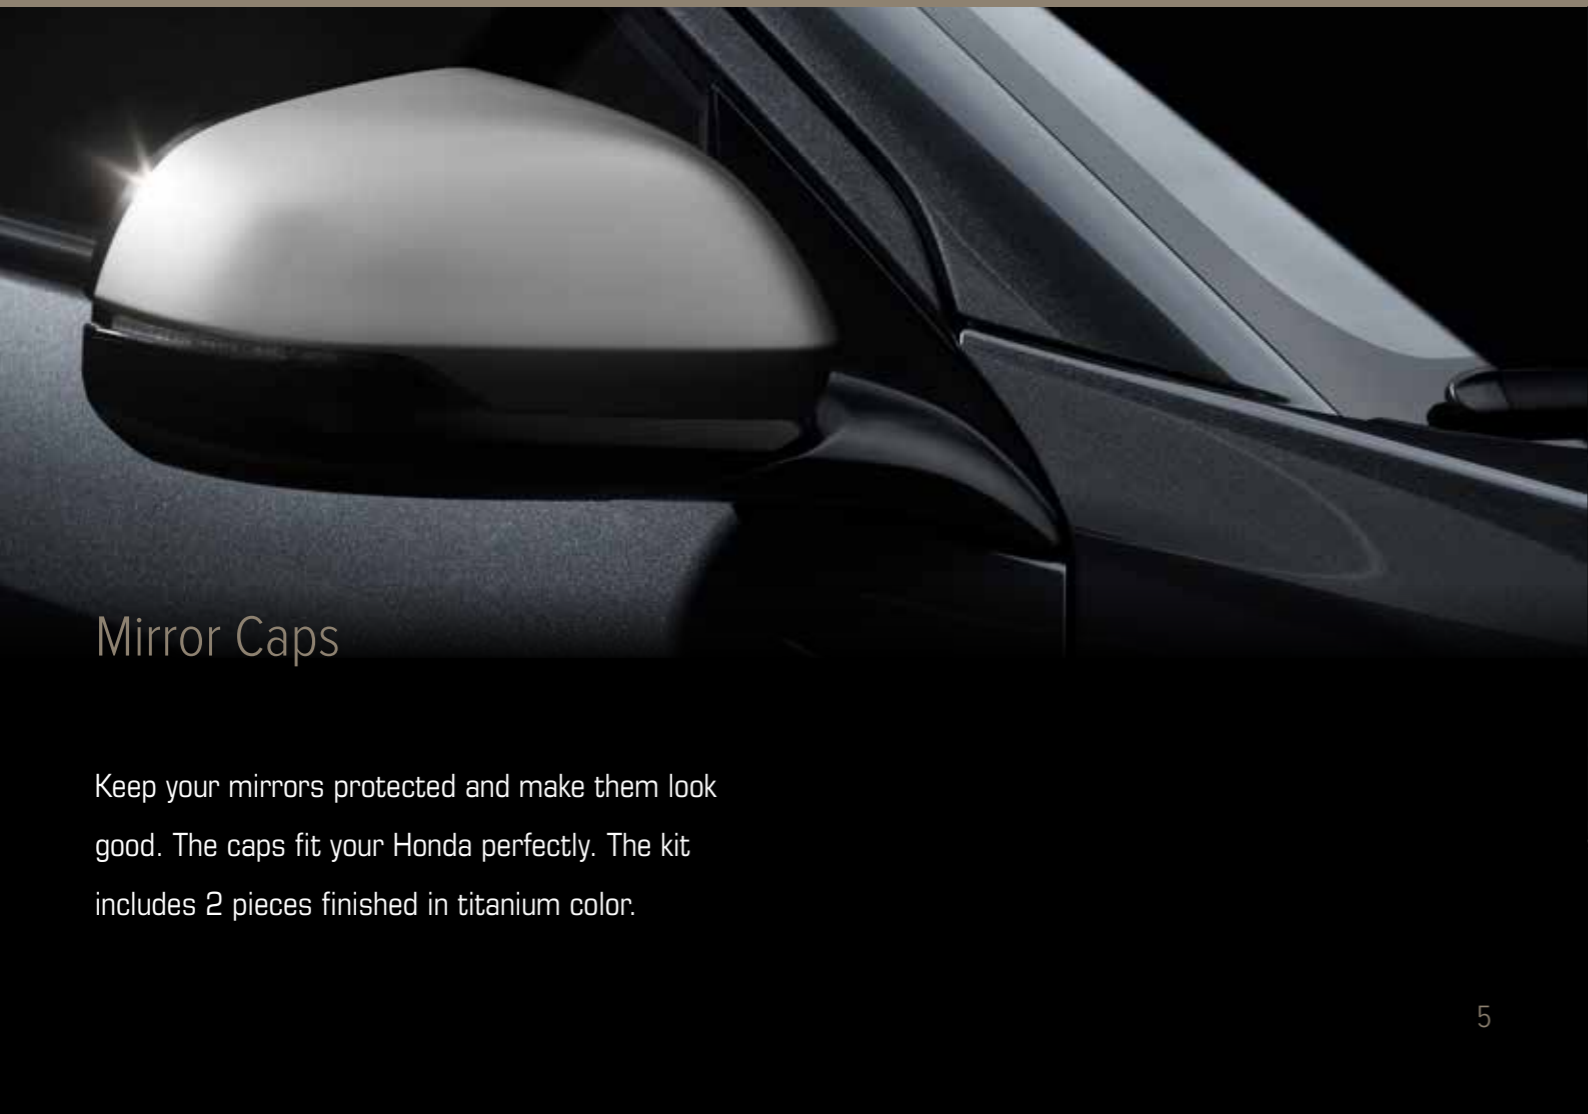 Mirror Caps
Keep your mirrors protected and make them look
good. The caps fit your Honda perfectly. The kit
includes 2 pieces finished in titanium color.
5